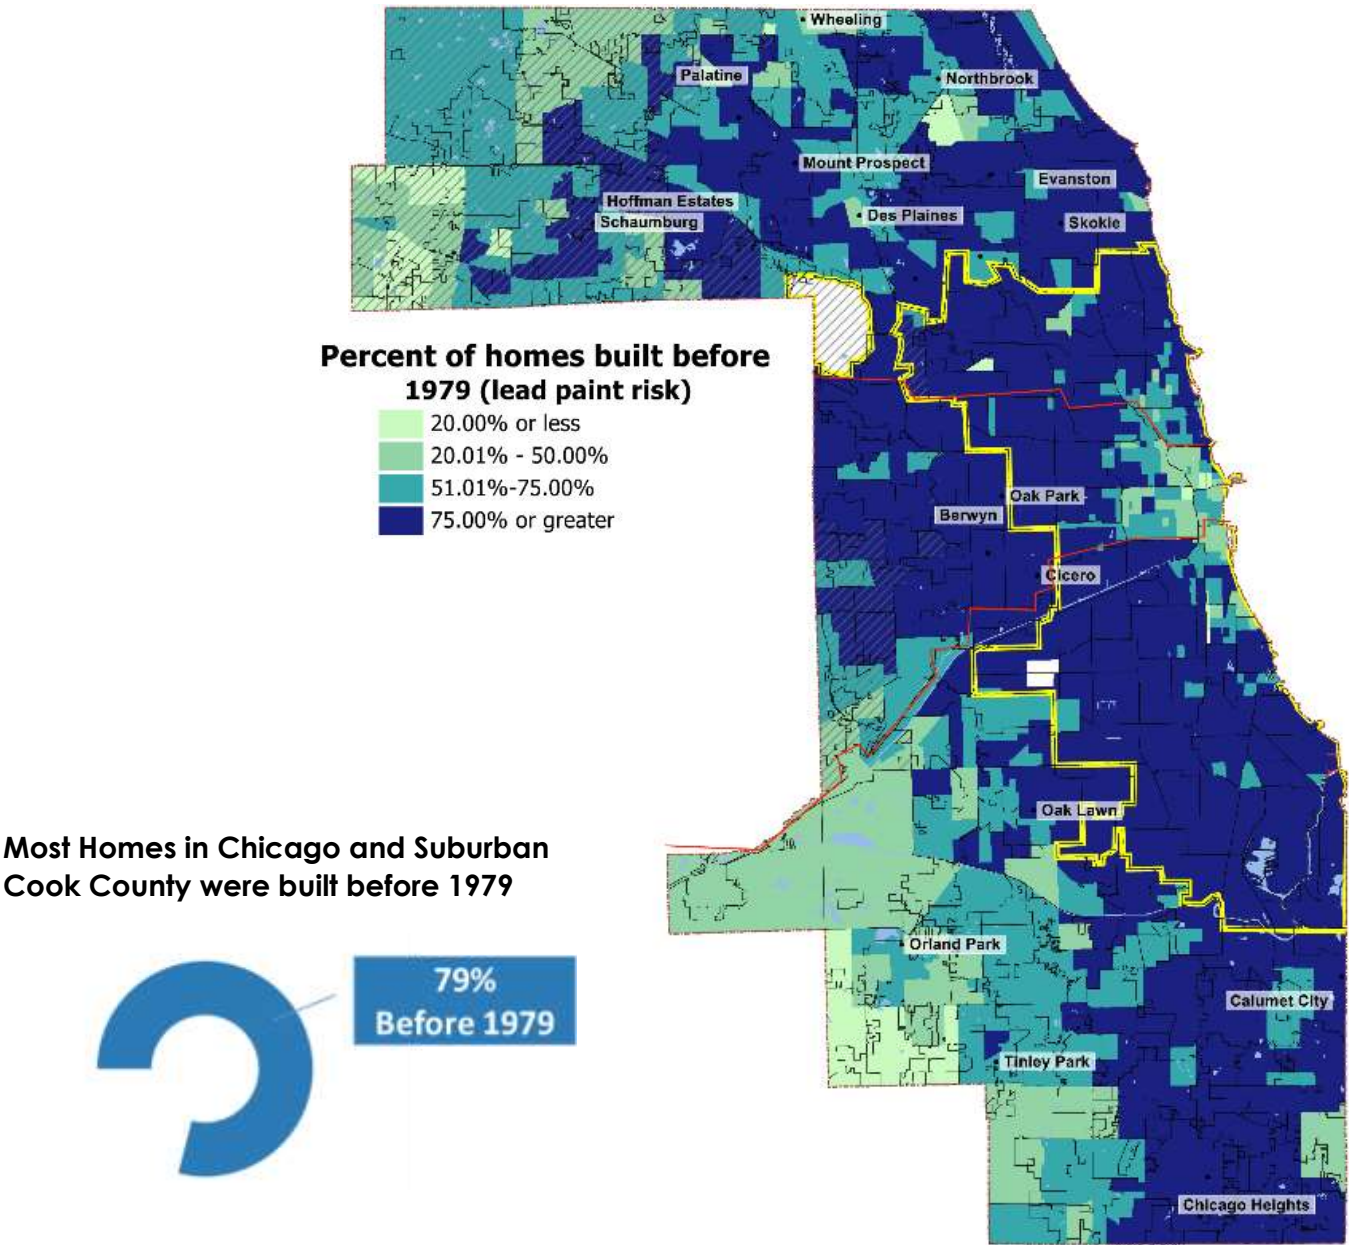 Wheeling
Palatine
Northbrook
Mount Prospect
Evanston
Hoffman Estates
Des Plaines
Schaumburg
Skokie
Percent of homes built before
1979 (lead paint risk)
20.00% or less
20.01% - 50.00%
51.01%-75.00%
75.00% or greater
Oak Park
Berwyn
Cicero
Oak Lawn
Most Homes in Chicago and Suburban
Cook County were built before 1979
79%
Before 1979
Orland Park
Calumet City
Tinley Park
Chicago Heights